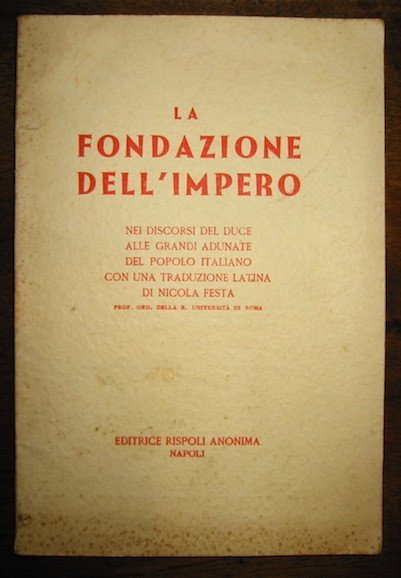 LA
FONDAZIONE
DELL'IMPERO
NEI DISCORSI DEL DUCE
ALLE GRANDI ADUNATE
DEL POPOLO ITALIANO
CON UNA TRADUZIONE LATINA
DI NICOLA FESTA
PROF. ORD. DELLA R. UNIVERSITÀ DI ROMA
EDITRICE RISPOLI ANONIMA
NAPOLI